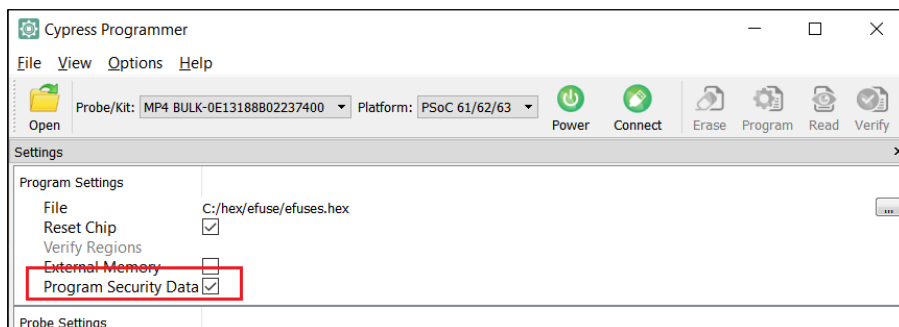 Cypress Programmer
File View Options Help
Open Probe/Kit: MP4 BULK-0E13188B02237400 Platform: PSoC 61/62/63 Power Connect Erase Program Read Verify
Settings x
Program Settings
File C:/hex/efuse/efuses.hex ...
Reset Chip
Verify Regions
External Memory
Program Security Data
Probe Settings